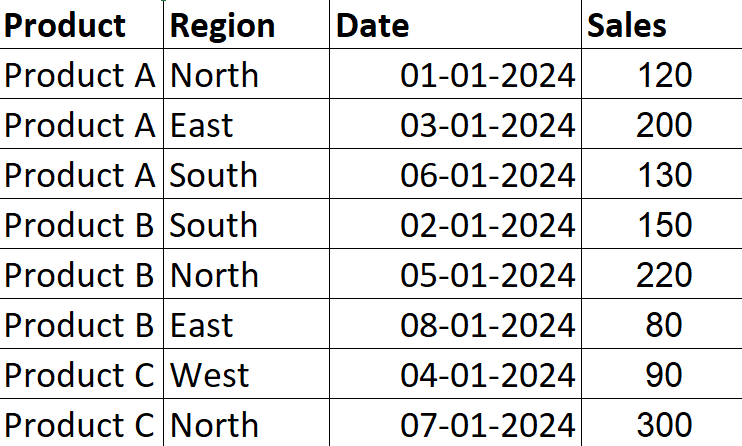 Product Region Date Sales
Product A North 01-01-2024 120
Product A East 03-01-2024 200
Product A South 06-01-2024 130
Product B South 02-01-2024 150
Product B North 05-01-2024 220
Product B East 08-01-2024 80
Product C West 04-01-2024 90
Product C North 07-01-2024 300